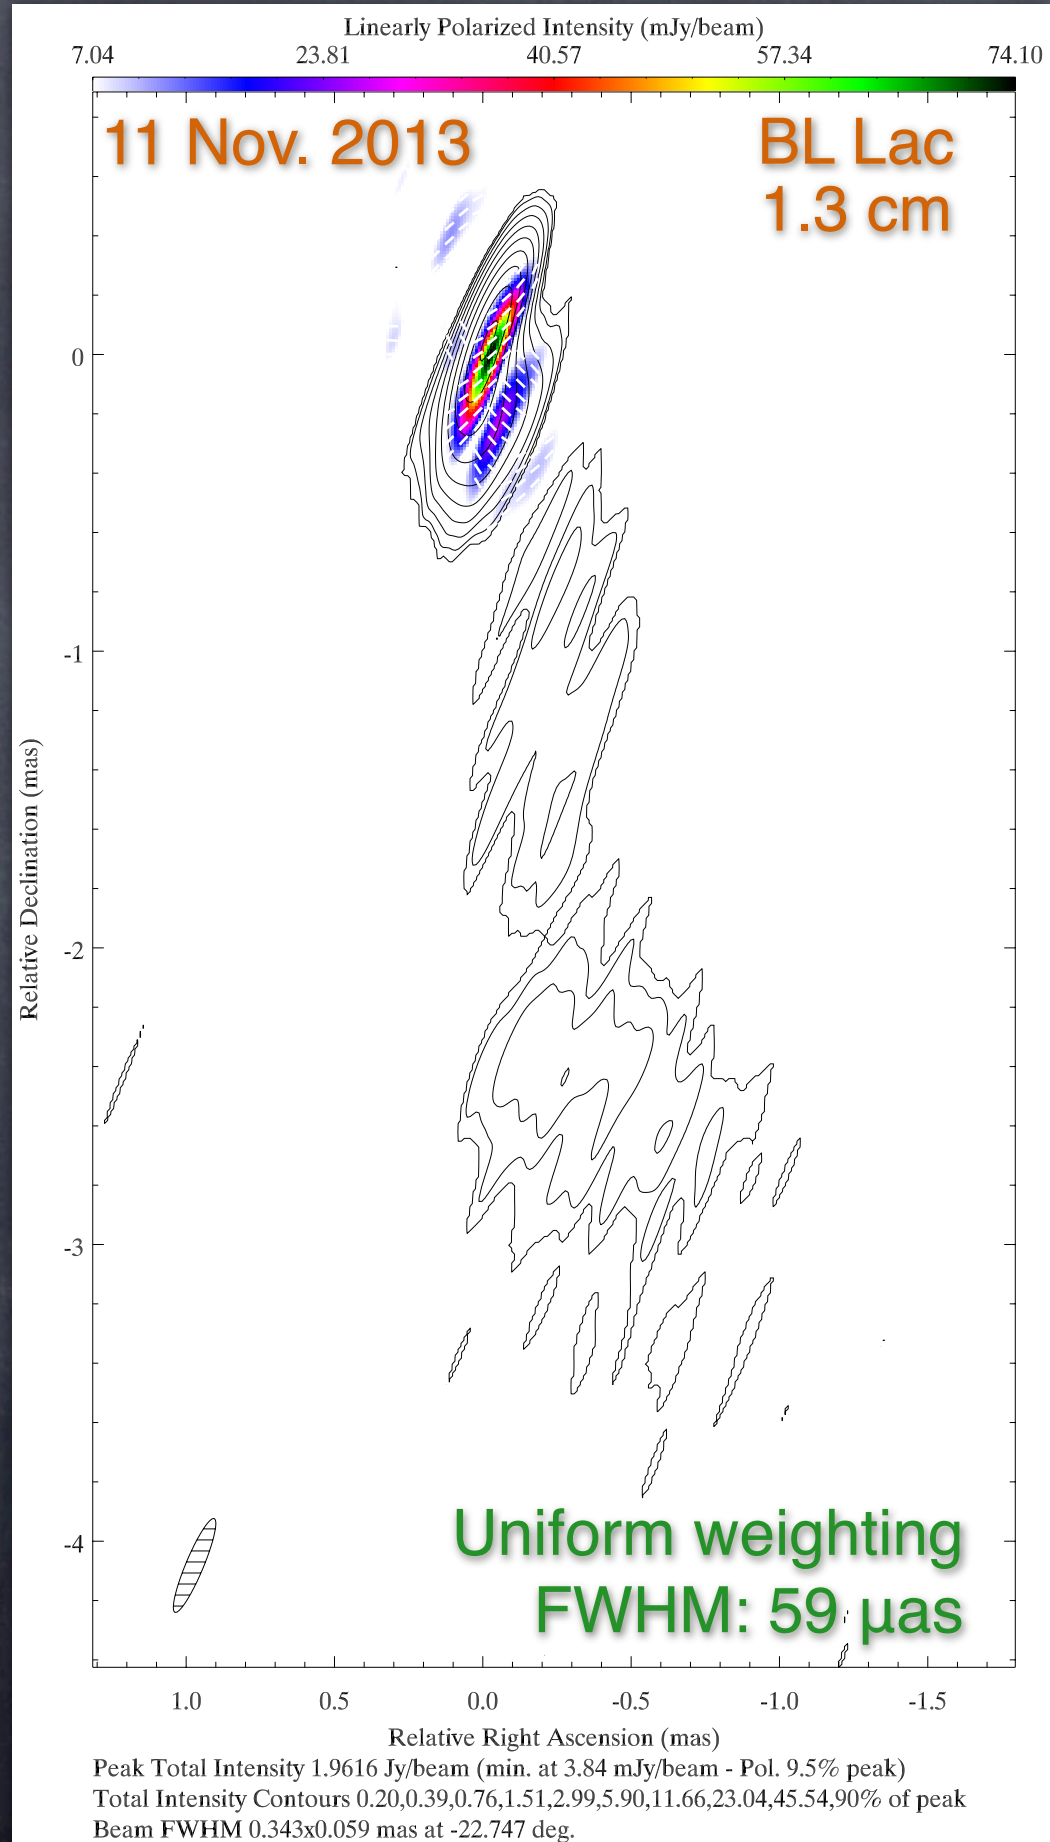 Linearly Polarized Intensity (mJy/beam)
7.04 23.81 40.57 57.34 74.10
11 Nov. 2013 BL Lac
1.3 cm
0
-1
Relative Declination (mas)
-2
-3
-4
Uniform weighting
FWHM: 59 µas
1.0 0.5 0.0 -0.5 -1.0 -1.5
Relative Right Ascension (mas)
Peak Total Intensity 1.9616 Jy/beam (min. at 3.84 mJy/beam - Pol. 9.5% peak)
Total Intensity Contours 0.20,0.39,0.76,1.51,2.99,5.90,11.66,23.04,45.54,90% of peak
Beam FWHM 0.343x0.059 mas at -22.747 deg.